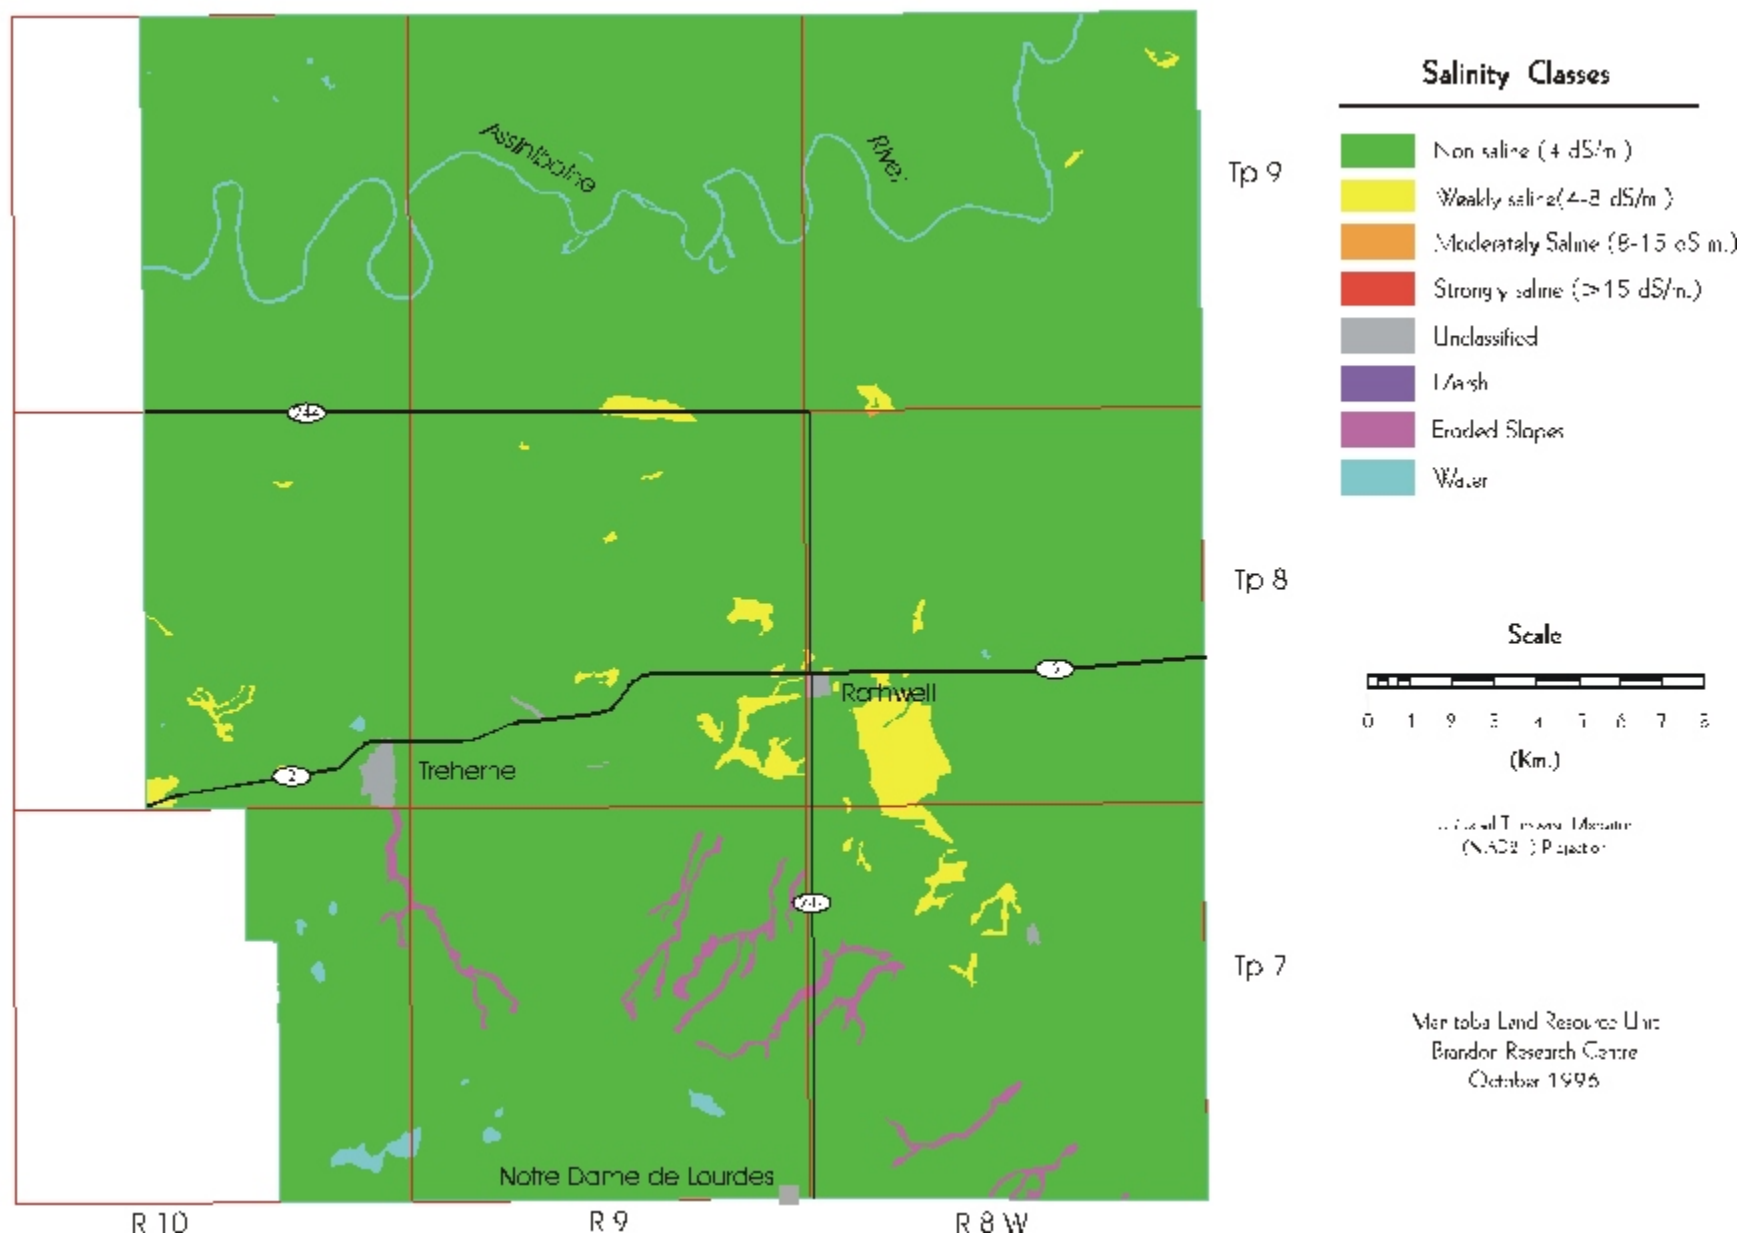 Salinity Classes
Non saline (4 dS/m.)
Weakly saline(4-8 dS/m.)
Moderately Saline (8-15 dS m.)
Strongly saline (>15 dS/m.)
Unclassified
Marsh
Eroded Slopes
Water
Assiniboine
River
Tp 9
Tp 8
Scale
Rathwell
0 1
4
6 7 8
(Km.)
2
Treherne
Projection
Tp 7
Manitoba Land Resource Unit
Brandon Research Centre
October 1996
Notre Dame de Lourdes
R 10
R 9
R 8 W